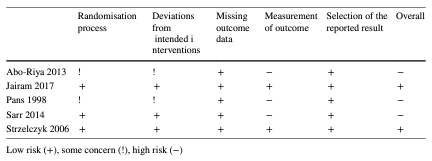 Randomisation process Deviations from intended i nterventions Missing outcome data Measurement of outcome Selection of the reported result Overall
Abo-Riya 2013 ! ! + − + −
Jairam 2017 + + + + + +
Pans 1998 ! ! + − + −
Sarr 2014 + + + − + −
Strzelczyk 2006 + + + + + +
Low risk (+), some concern (!), high risk (−)